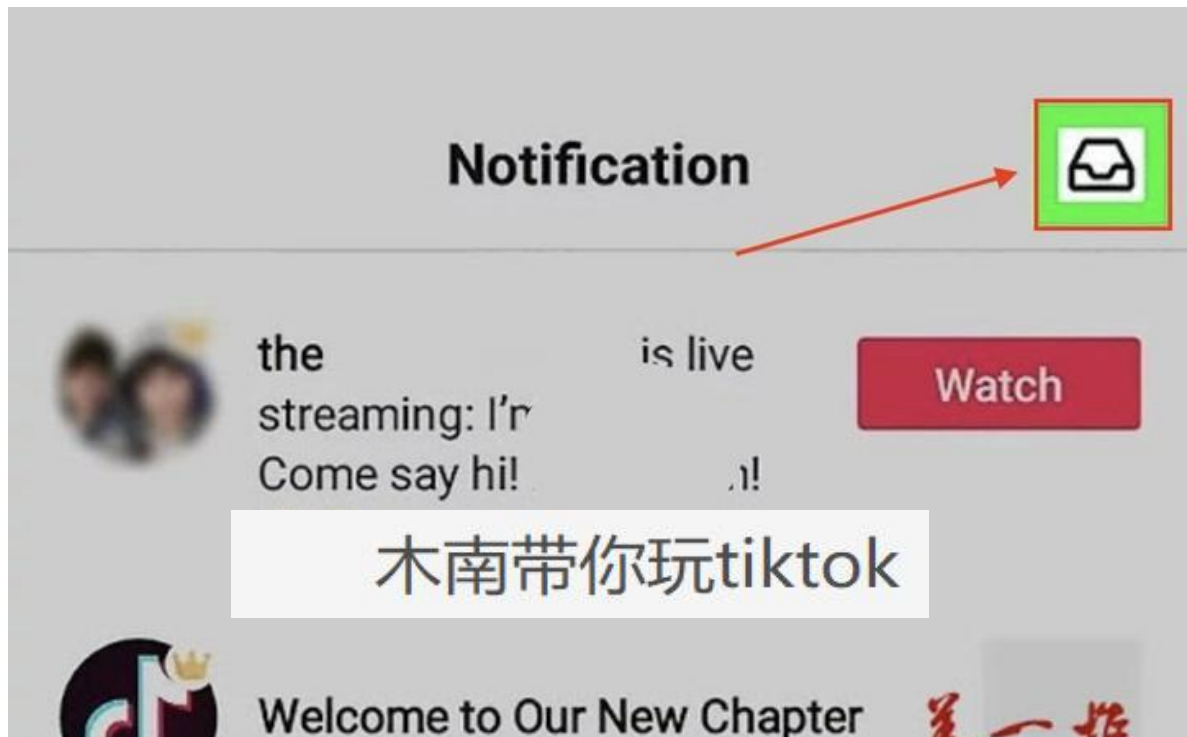 Notification
the is live
Watch
streaming: I'm
Come say hi!
木南带你玩tiktok
Welcome to Our New Chapter